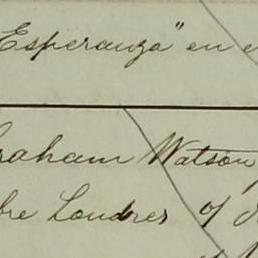 Esperanza" en e
raham Watson
bre Londres of